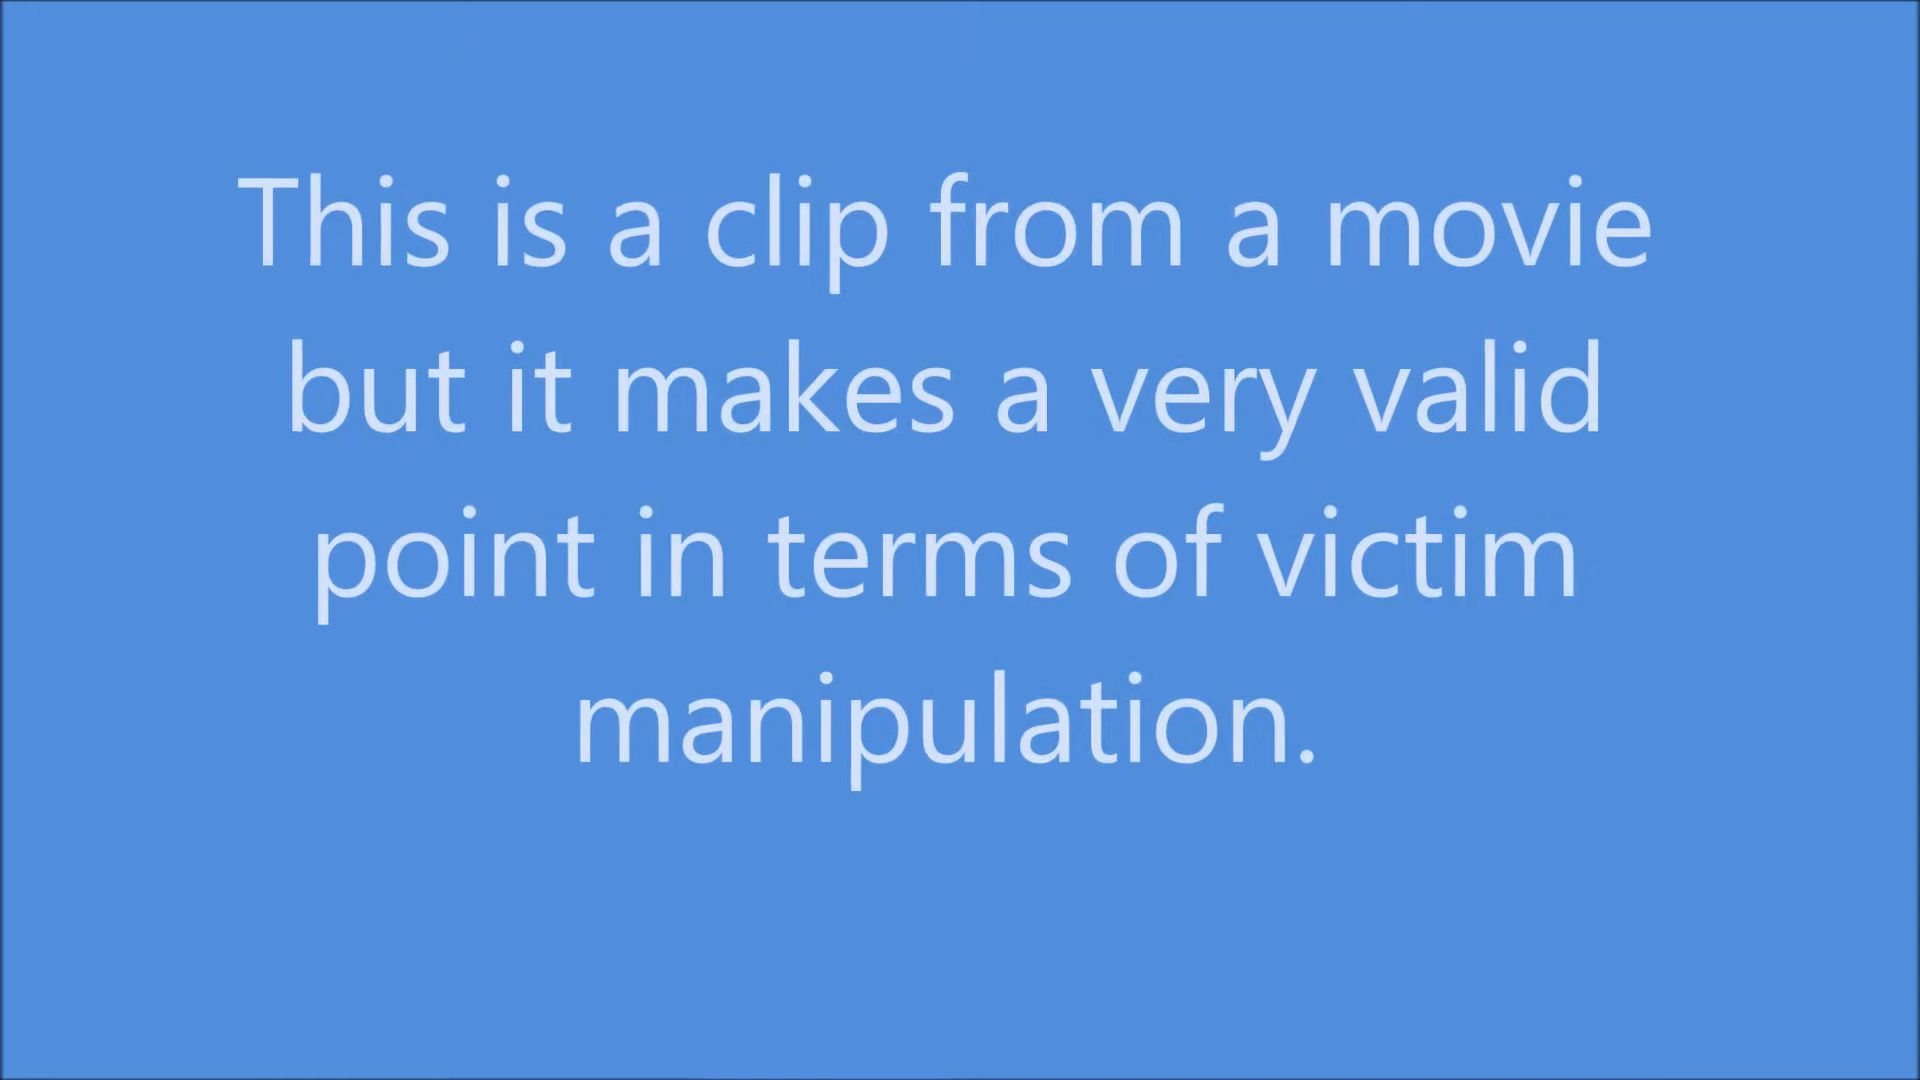 This is a clip from a movie
but it makes a very valid
point in terms of victim
manipulation.